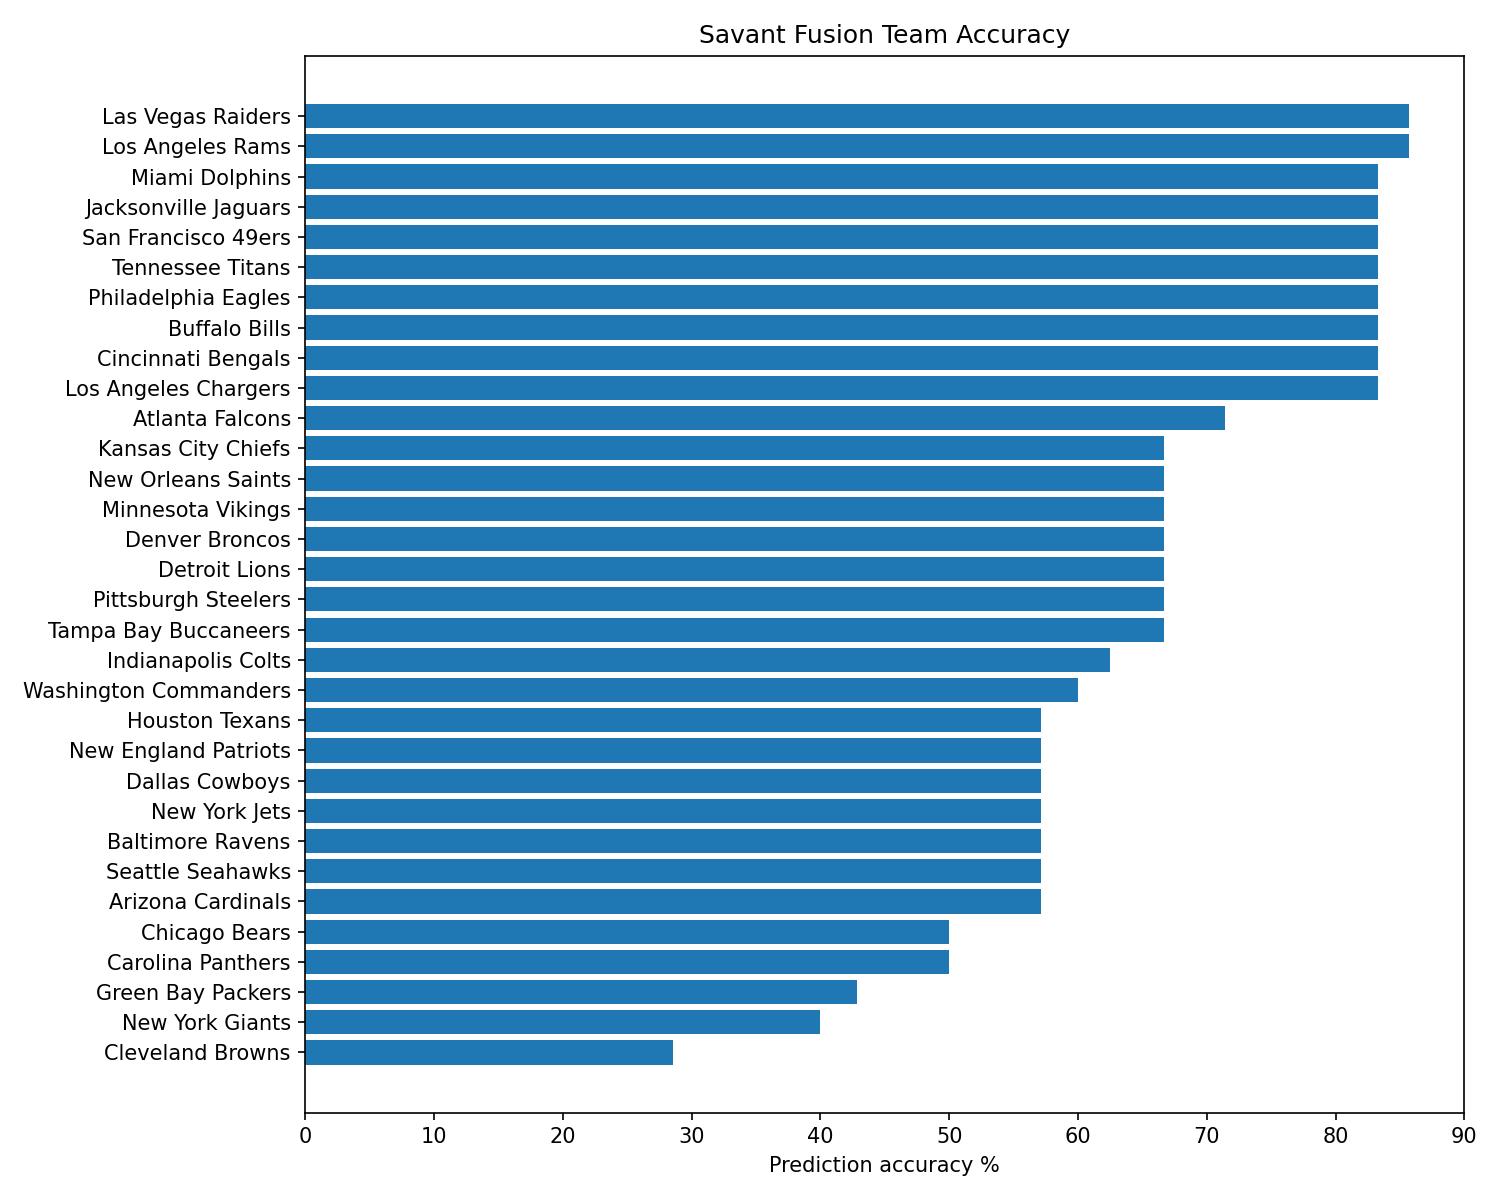 Savant Fusion Team Accuracy
Las Vegas Raiders
Los Angeles Rams
Miami Dolphins
Jacksonville Jaguars
San Francisco 49ers
Tennessee Titans
Philadelphia Eagles
Buffalo Bills
Cincinnati Bengals
Los Angeles Chargers
Atlanta Falcons
Kansas City Chiefs
New Orleans Saints
Minnesota Vikings
Denver Broncos
Detroit Lions
Pittsburgh Steelers
Tampa Bay Buccaneers
Indianapolis Colts
Washington Commanders
Houston Texans
New England Patriots
Dallas Cowboys
New York Jets
Baltimore Ravens
Seattle Seahawks
Arizona Cardinals
Chicago Bears
Carolina Panthers
Green Bay Packers
New York Giants
Cleveland Browns
0 10 20 30 40 50 60 70 80 90
Prediction accuracy %